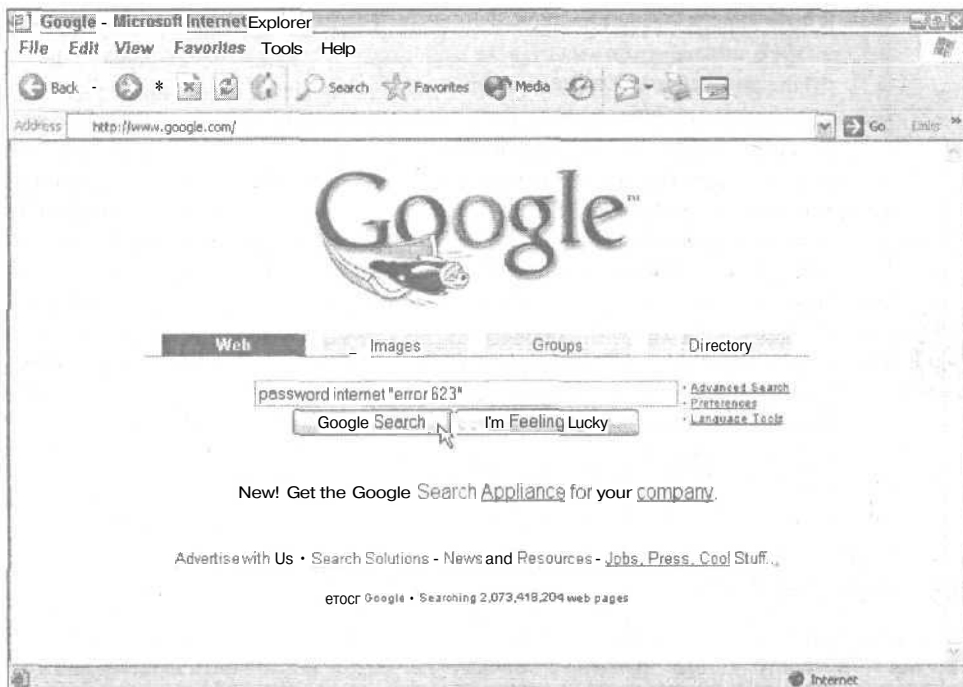 Google - Microsoft Internet Explorer
File Edit View Favorites Tools Help
Back - * Search Favorites Media
Address http://www.google.com/ Go Links »
Google™
Web Images Groups Directory
password internet "error 623"
Google Search I'm Feeling Lucky
· Advanced Search
· Preferences
· Language Tools
New! Get the Google Search Appliance for your company.
Advertise with Us • Search Solutions - News and Resources - Jobs, Press, Cool Stuff...
етосг Google • Searching 2,073,418,204 web pages
Internet